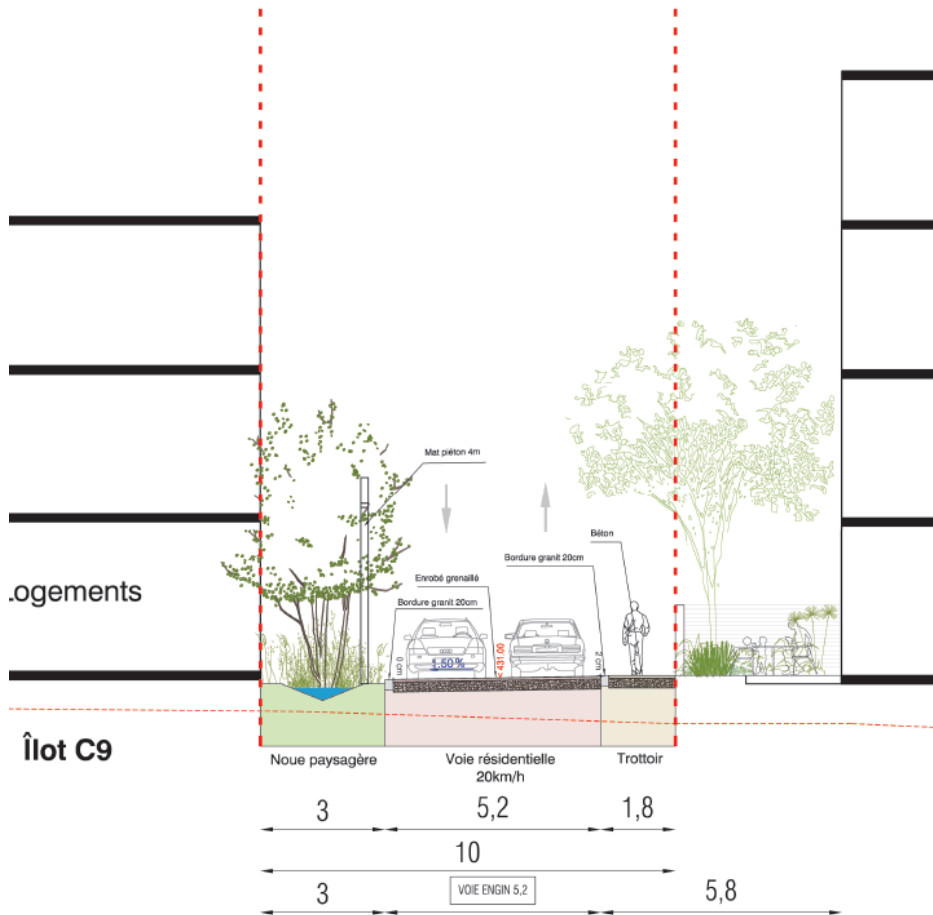 Mat piéton 4m
Béton
Bordure granit 20cm
Enrobé grenaillé
Logements
Bordure granit 20cm
0 cm
1.50%
431.00
2 cm
Îlot C9
Noue paysagère
Voie résidentielle
20km/h
Trottoir
3
5,2
1,8
10
3
VOIE ENGIN 5,2
5,8